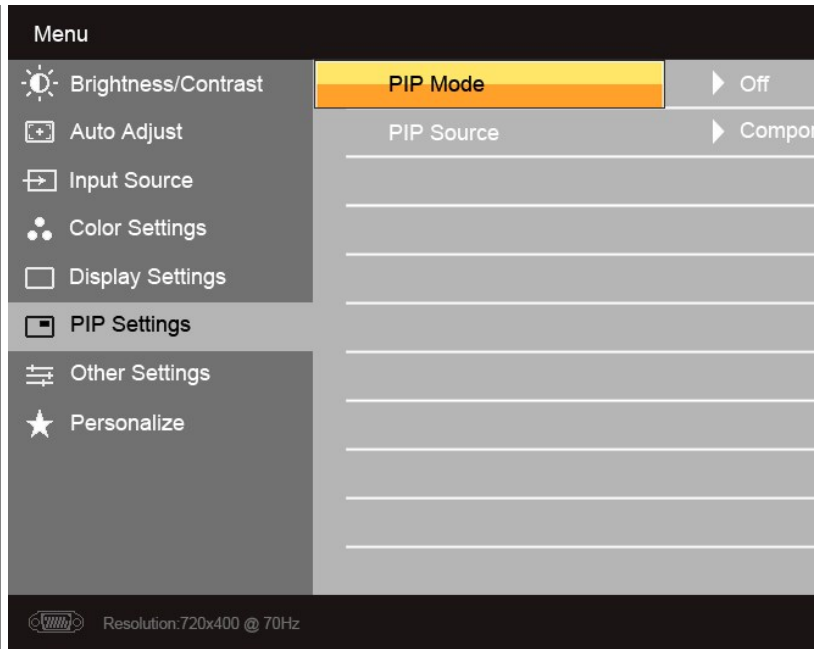 Menu
Brightness/Contrast
Auto Adjust
Input Source
Color Settings
Display Settings
PIP Settings
Other Settings
Personalize
PIP Mode Off
PIP Source Compor
Resolution:720x400 @ 70Hz